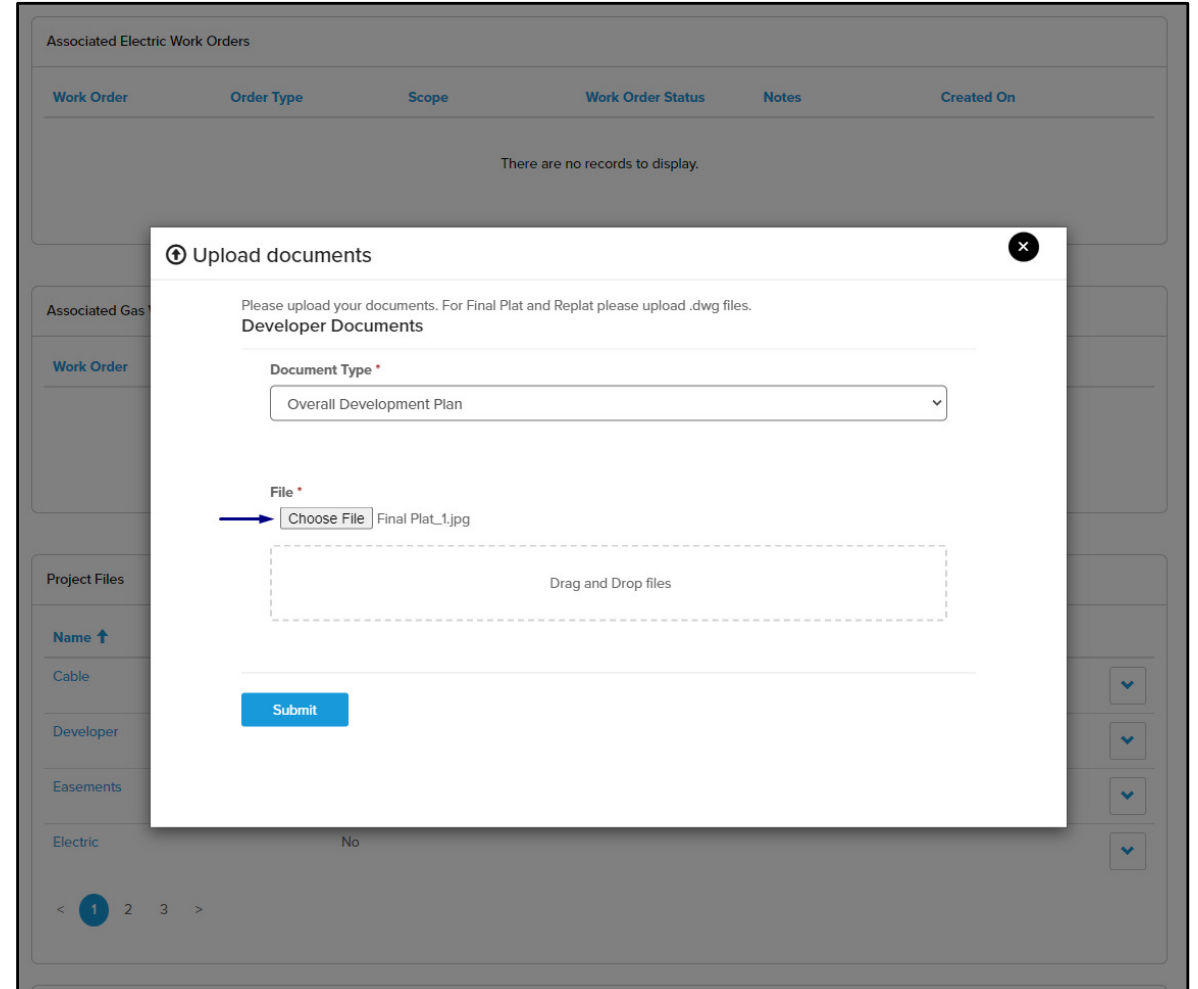 Associated Electric Work Orders
Work Order Order Type Scope Work Order Status Notes Created On
There are no records to display.
Upload documents
Please upload your documents. For Final Plat and Replat please upload .dwg files.
Developer Documents
Document Type *
Overall Development Plan
File *
Choose File Final Plat_1.jpg
Drag and Drop files
Submit
Associated Gas
Work Order
Project Files
Name
Cable
Developer
Easements
Electric No
< 1 2 3 >